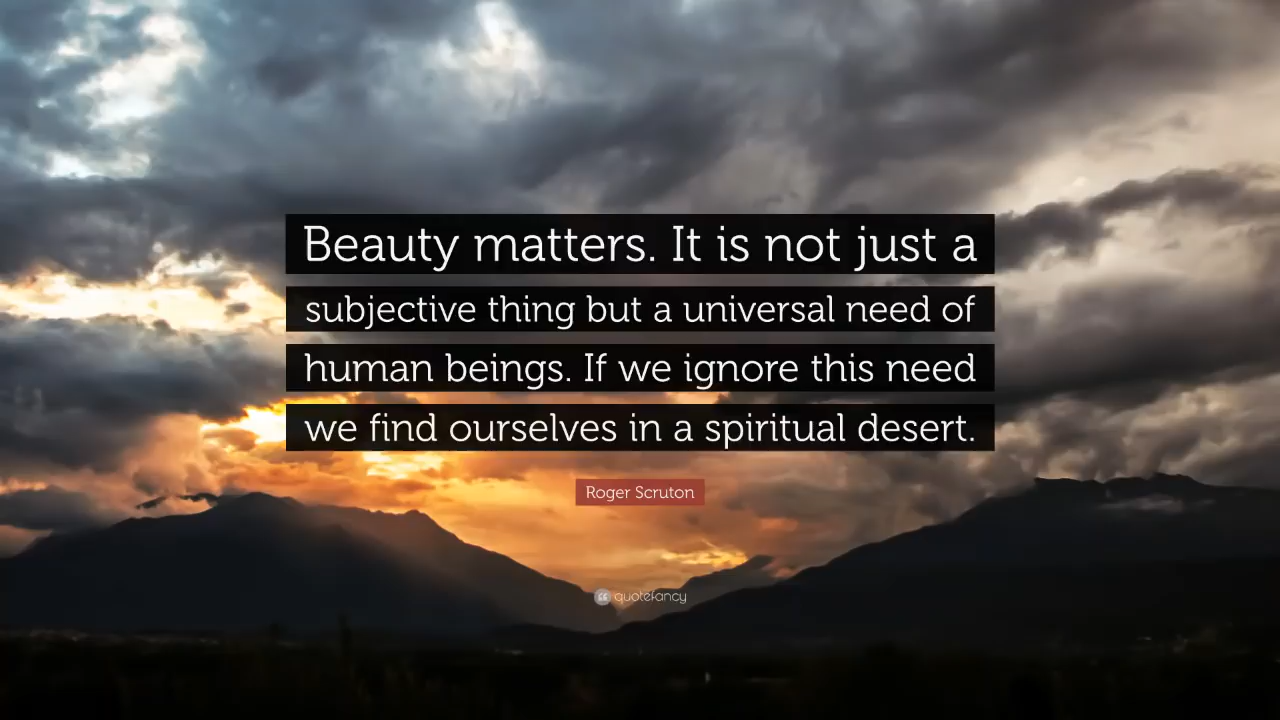 Beauty matters. It is not just a
subjective thing but a universal need of
human beings. If we ignore this need
we find ourselves in a spiritual desert.
Roger Scruton
quotefancy